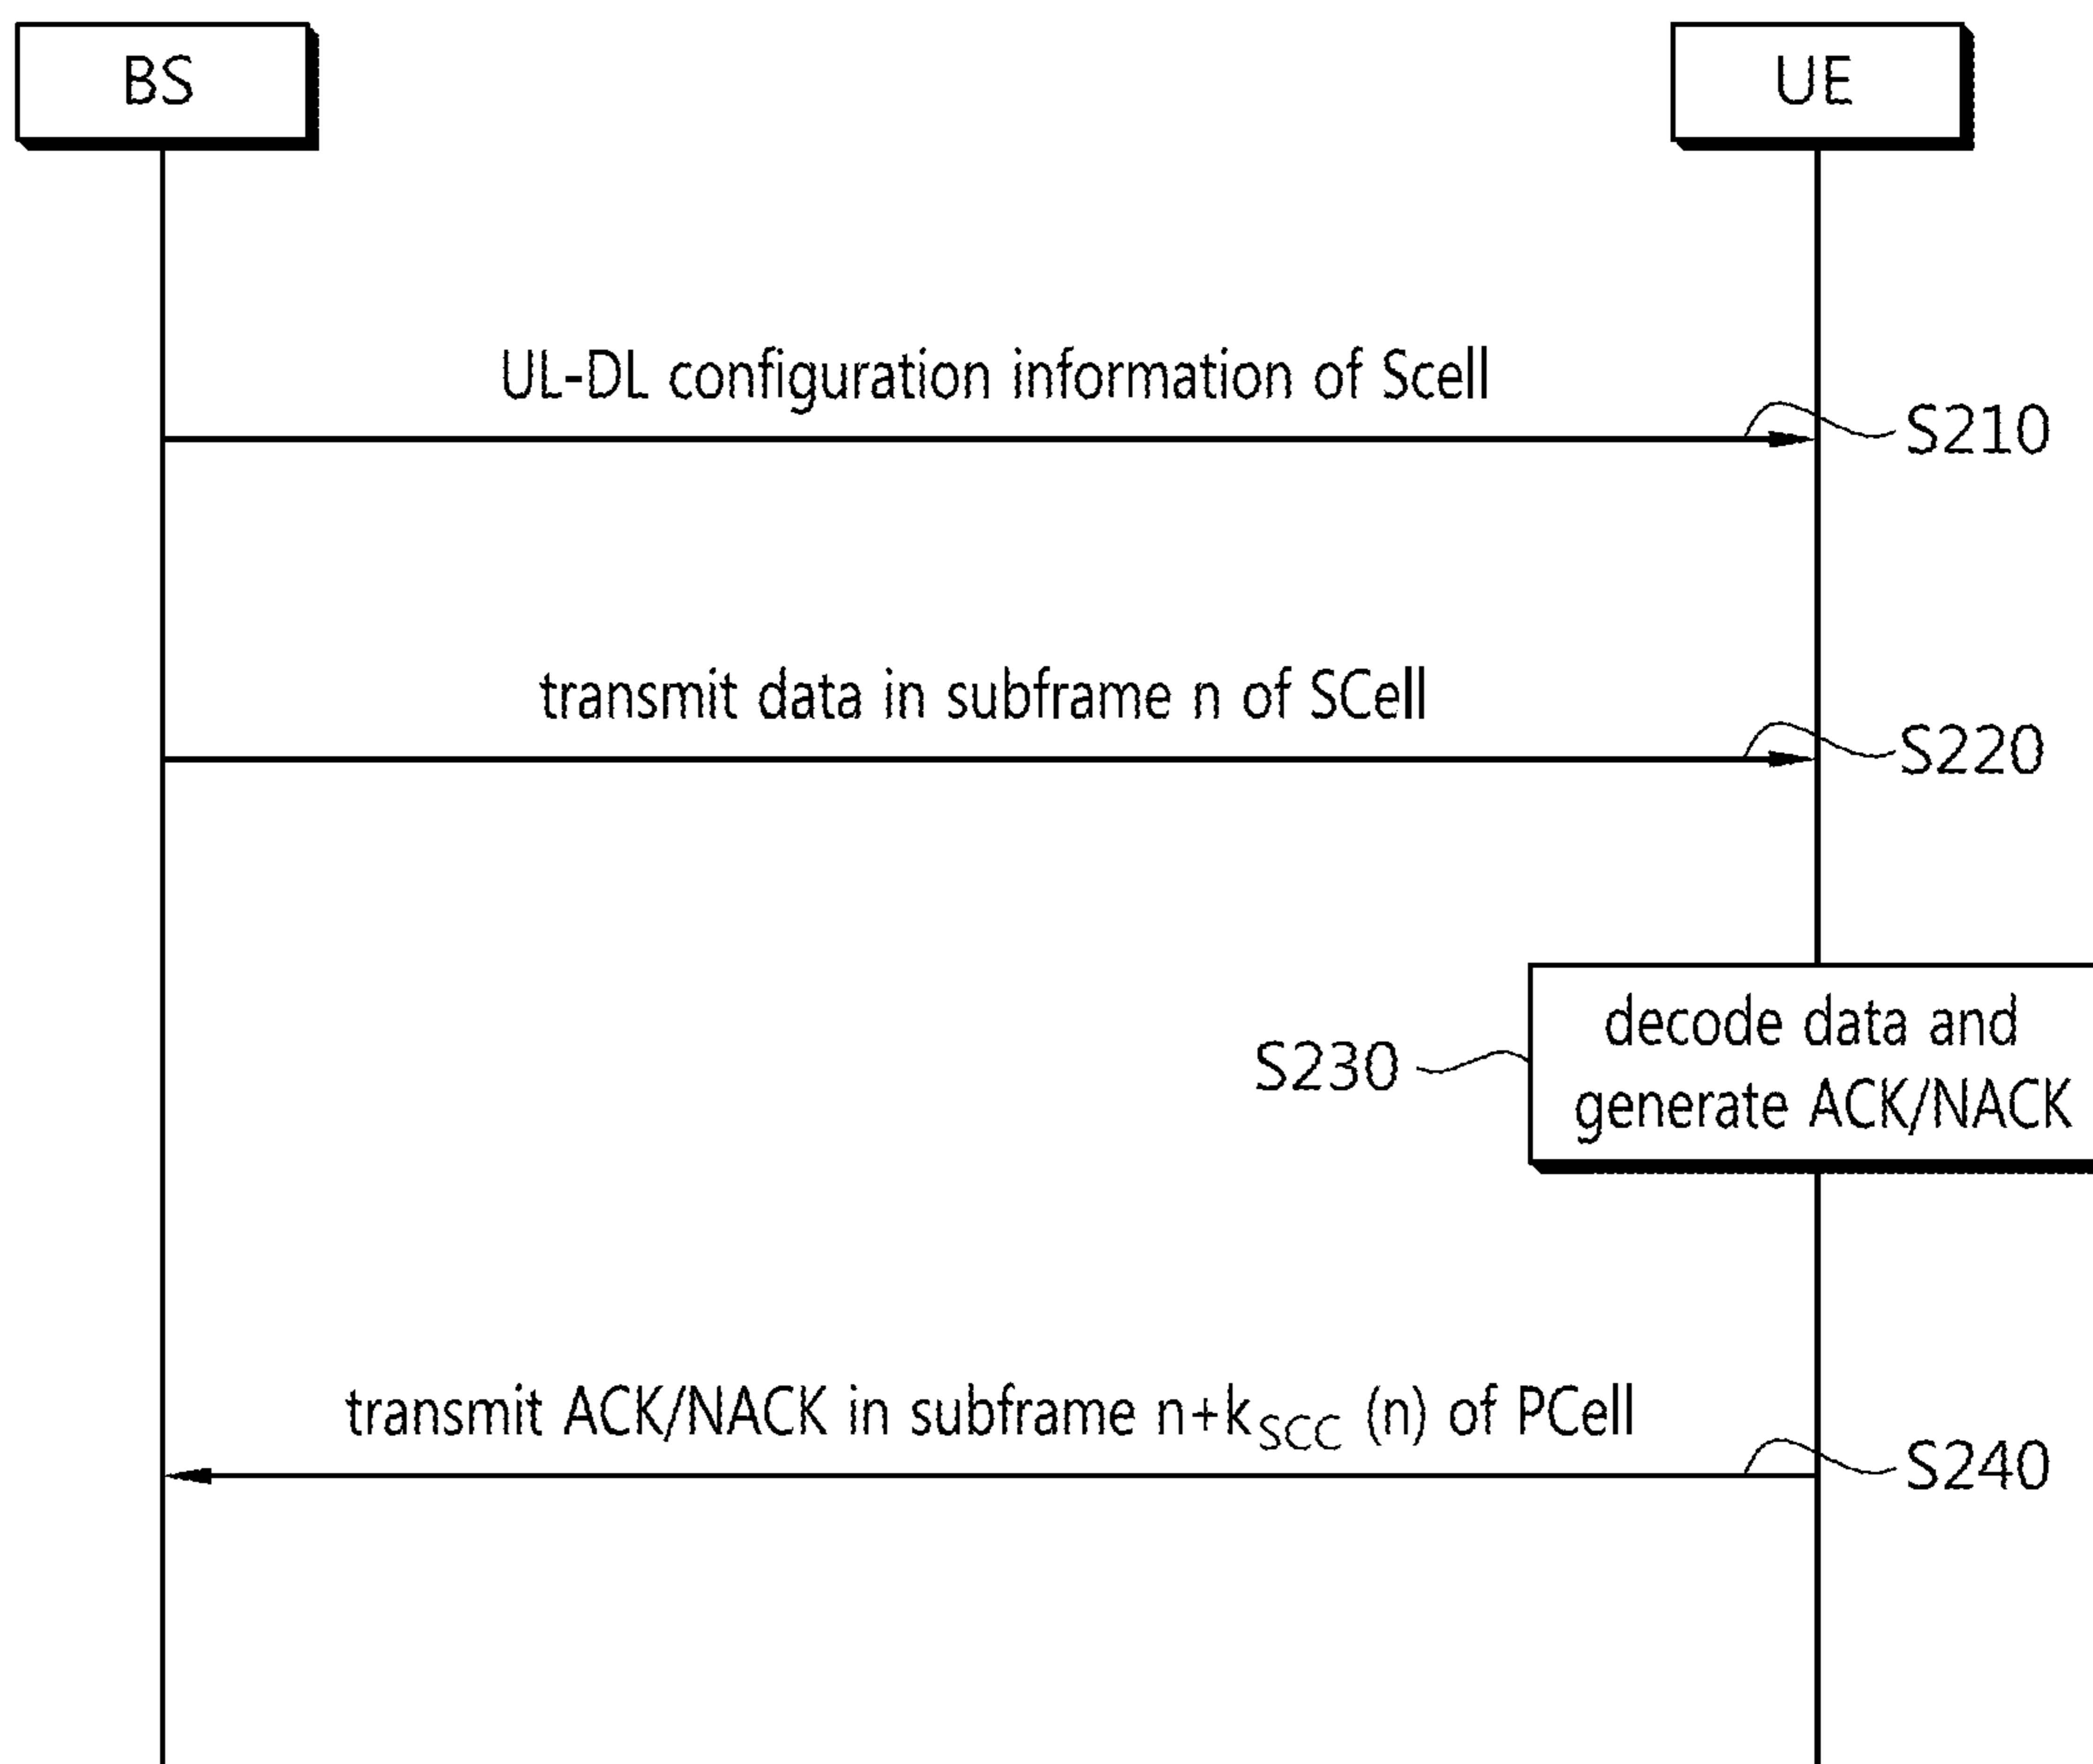 BS
UE
UL-DL configuration information of Scell
S210
transmit data in subframe n of SCell
S220
decode data and
S230
generate ACK/NACK
transmit ACK/NACK in subframe n+kSCC (n) of PCell
S240